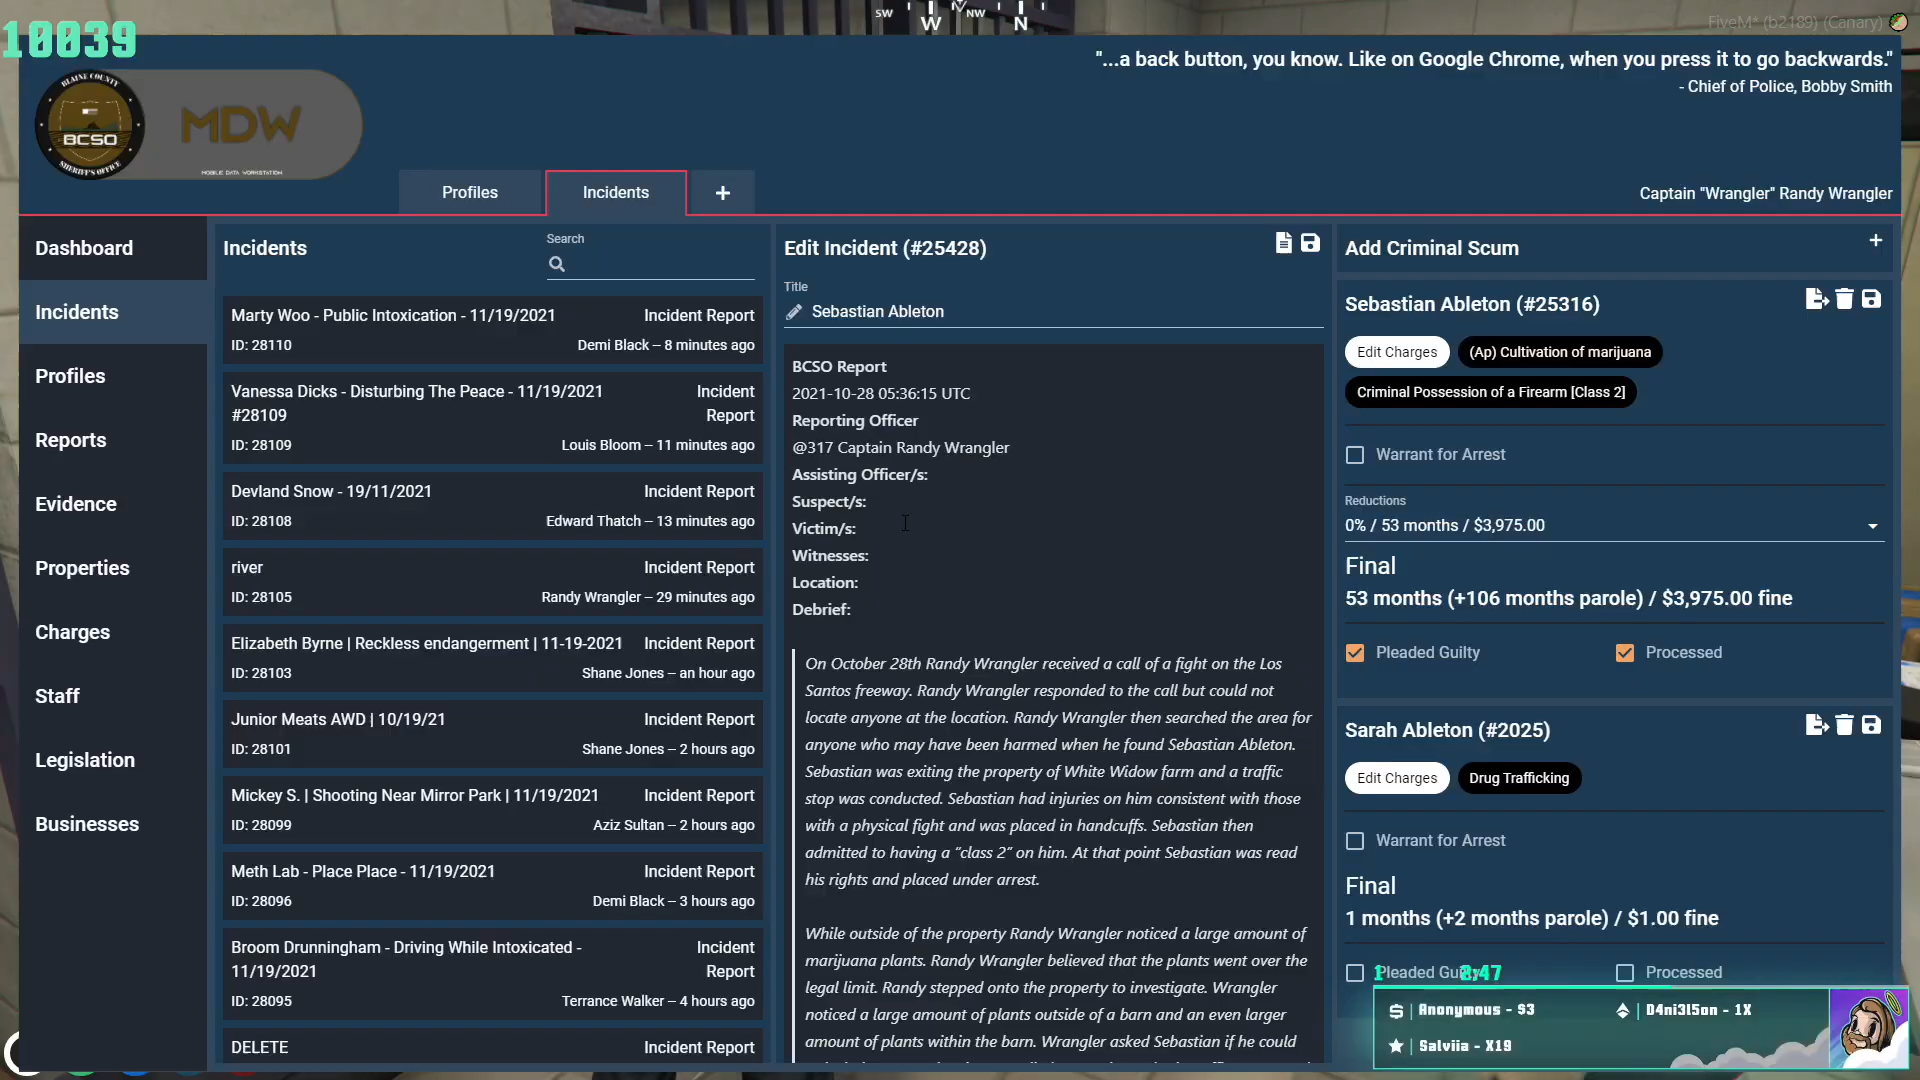 SW W NW N
FiveM* (b2189) (Canary)
10039
"...a back button, you know. Like on Google Chrome, when you press it to go backwards."
- Chief of Police, Bobby Smith
BLAINE COUNTY
BCSO
SHERIFF'S OFFICE
MDW
MOBILE DATA WORKSTATION
Profiles
Incidents
+
Captain "Wrangler" Randy Wrangler
Dashboard
Incidents
Profiles
Reports
Evidence
Properties
Charges
Staff
Legislation
Businesses
Incidents
Search
Marty Woo - Public Intoxication - 11/19/2021 Incident Report
ID: 28110 Demi Black – 8 minutes ago
Vanessa Dicks - Disturbing The Peace - 11/19/2021 Incident
#28109 Report
ID: 28109 Louis Bloom – 11 minutes ago
Devland Snow - 19/11/2021 Incident Report
ID: 28108 Edward Thatch – 13 minutes ago
river Incident Report
ID: 28105 Randy Wrangler – 29 minutes ago
Elizabeth Byrne | Reckless endangerment | 11-19-2021 Incident Report
ID: 28103 Shane Jones – an hour ago
Junior Meats AWD | 10/19/21 Incident Report
ID: 28101 Shane Jones – 2 hours ago
Mickey S. | Shooting Near Mirror Park | 11/19/2021 Incident Report
ID: 28099 Aziz Sultan – 2 hours ago
Meth Lab - Place Place - 11/19/2021 Incident Report
ID: 28096 Demi Black – 3 hours ago
Broom Drunningham - Driving While Intoxicated - Incident
11/19/2021 Report
ID: 28095 Terrance Walker – 4 hours ago
DELETE Incident Report
Edit Incident (#25428)
Title
Sebastian Ableton
BCSO Report
2021-10-28 05:36:15 UTC
Reporting Officer
@317 Captain Randy Wrangler
Assisting Officer/s:
Suspect/s:
Victim/s:
Witnesses:
Location:
Debrief:
On October 28th Randy Wrangler received a call of a fight on the Los
Santos freeway. Randy Wrangler responded to the call but could not
locate anyone at the location. Randy Wrangler then searched the area for
anyone who may have been harmed when he found Sebastian Ableton.
Sebastian was exiting the property of White Widow farm and a traffic
stop was conducted. Sebastian had injuries on him consistent with those
with a physical fight and was placed in handcuffs. Sebastian then
admitted to having a "class 2" on him. At that point Sebastian was read
his rights and placed under arrest.
While outside of the property Randy Wrangler noticed a large amount of
marijuana plants. Randy Wrangler believed that the plants went over the
legal limit. Randy stepped onto the property to investigate. Wrangler
noticed a large amount of plants outside of a barn and an even larger
amount of plants within the barn. Wrangler asked Sebastian if he could
Add Criminal Scum
+
Sebastian Ableton (#25316)
Edit Charges
(Ap) Cultivation of marijuana
Criminal Possession of a Firearm [Class 2]
Warrant for Arrest
Reductions
0% / 53 months / $3,975.00
Final
53 months (+106 months parole) / $3,975.00 fine
Pleaded Guilty
Processed
Sarah Ableton (#2025)
Edit Charges
Drug Trafficking
Warrant for Arrest
Final
1 months (+2 months parole) / $1.00 fine
Pleaded Guilty
Processed
Anonymous - $3
D4ni3l5on - 1X
Salviia - X19